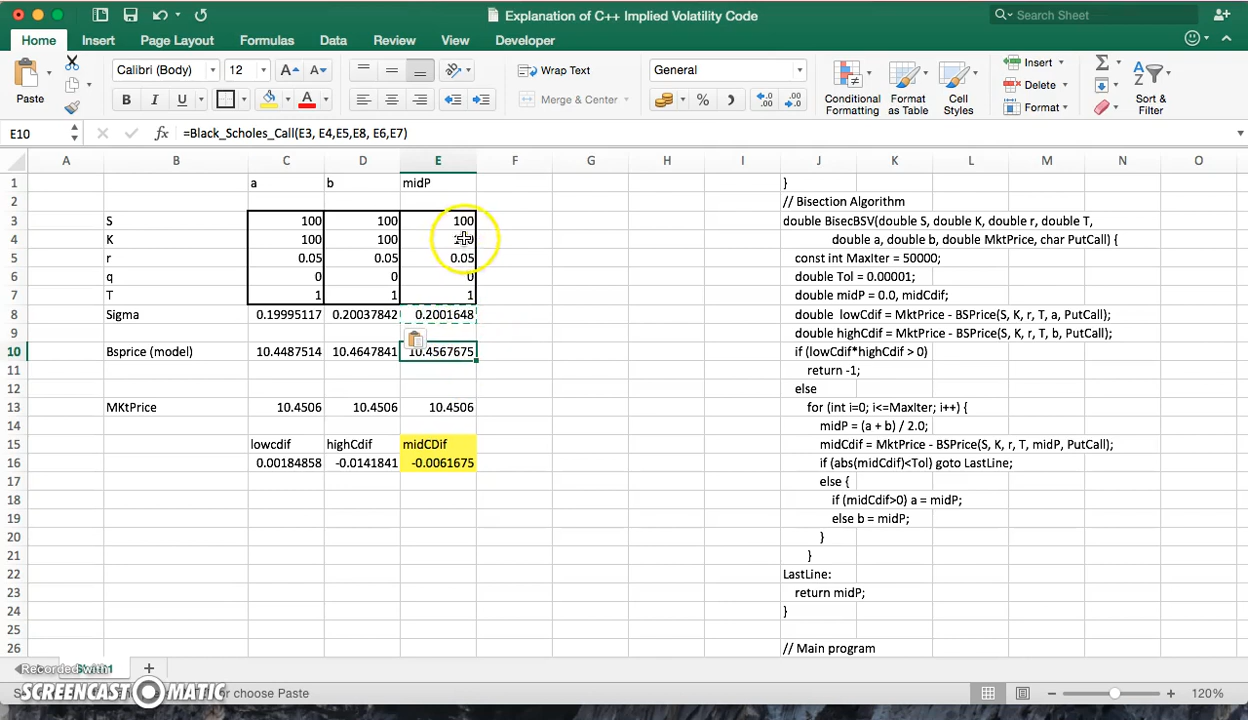 Explanation of C++ Implied Volatility Code
Search Sheet
Home Insert Page Layout Formulas Data Review View Developer
Paste
Calibri (Body) 12
A A
B I U
Wrap Text
Merge & Center
General
%
Conditional Formatting
Format as Table
Cell Styles
Insert
Delete
Format
Sort & Filter
E10 fx =Black_Scholes_Call(E3, E4,E5,E8, E6,E7)
A B C D E F G H I J K L M N O
1 a b midP }
2 // Bisection Algorithm
3 S 100 100 100 double BisecBSV(double S, double K, double r, double T,
4 K 100 100 double a, double b, double MktPrice, char PutCall) {
5 r 0.05 0.05 0.05 const int MaxIter = 50000;
6 q 0 0 0 double Tol = 0.00001;
7 T 1 1 1 double midP = 0.0, midCdif;
8 Sigma 0.19995117 0.20037842 0.2001648 double lowCdif = MktPrice - BSPrice(S, K, r, T, a, PutCall);
9 double highCdif = MktPrice - BSPrice(S, K, r, T, b, PutCall);
10 Bsprice (model) 10.4487514 10.4647841 10.4567675 if (lowCdif*highCdif > 0)
11 return -1;
12 else
13 MKtPrice 10.4506 10.4506 10.4506 for (int i=0; i<=MaxIter; i++) {
14 midP = (a + b) / 2.0;
15 lowcdif highCdif midCDif midCdif = MktPrice - BSPrice(S, K, r, T, midP, PutCall);
16 0.00184858 -0.0141841 -0.0061675 if (abs(midCdif)<Tol) goto LastLine;
17 else {
18 if (midCdif>0) a = midP;
19 else b = midP;
20 }
21 }
22 LastLine:
23 return midP;
24 }
25
26 // Main program
Recorded with
SCREENCAST-O-MATIC
or choose Paste
120%